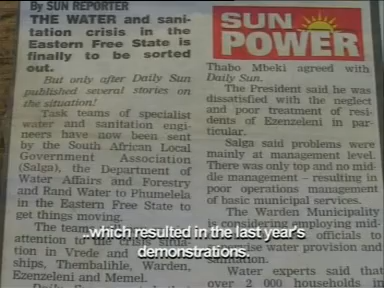 By SUN REPORTER
THE WATER and sani-
tation crisis in the
Eastern Free State is
finally to be sorted
out.
But only after Daily Sun
published several stories on
the situation!
Task teams of specialist
water and sanitation engi-
neers have now been sent
by the South African Local
Government Association
(Salga), the Department of
Water Affairs and Forestry
and Rand Water to Phumelela
in the Eastern Free State to
get things moving.
The team
attention to the crisis situa-
tion in Vrede and
ships, Thembalihle, Warden,
Ezenzeleni and Memel.
SUN
POWER
Thabo Mbeki agreed with
Daily Sun.
The President said he was
dissatisfied with the neglect
and poor treatment of resi-
dents of Ezenzeleni in par-
ticular.
Salga said problems were
mainly at management level.
There was only top and no mid-
dle management – resulting in
poor operations management
of basic municipal services.
The Warden Municipality
is considering employing mid-
officials to
water provision and
sanitation.
Water experts said that
over 2 000 households in
..which resulted in the last year's
demonstrations.